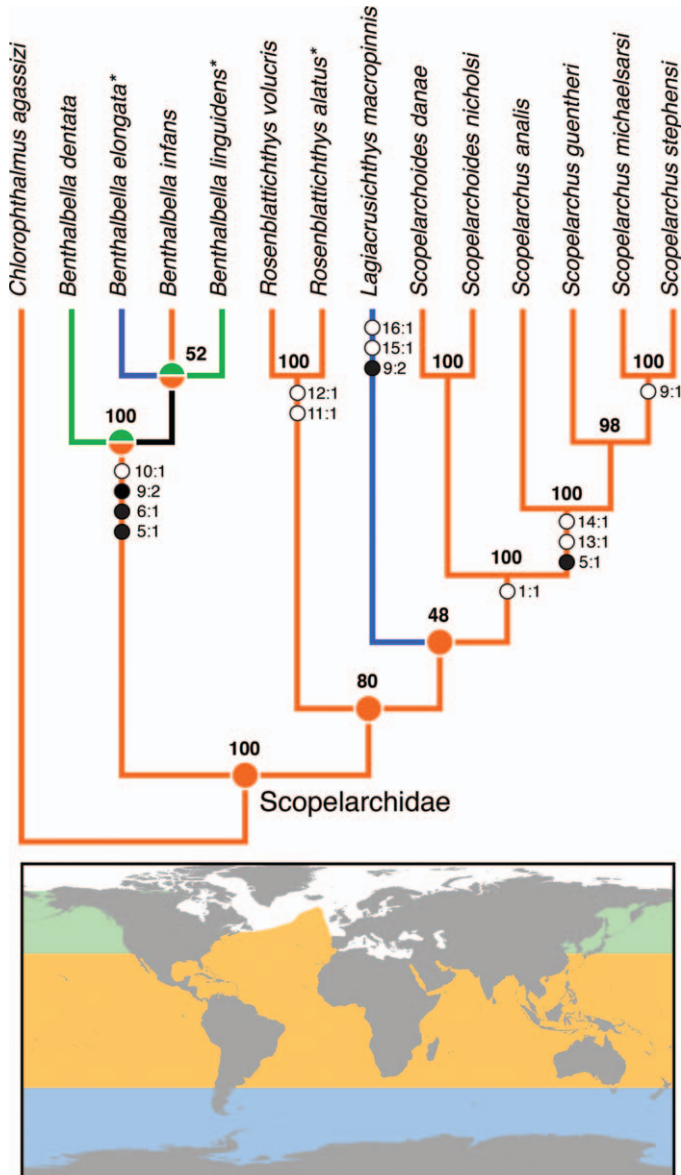 Chlorophthalmus agassizi
Benthalbella dentata
Benthalbella elongata*
Benthalbella infans
Benthalbella linguidens*
Rosenblattichthys volucris
Rosenblattichthys alatus*
Lagiacrusichthys macropinnis
Scopelarchoides danae
Scopelarchoides nicholsi
Scopelarchus analis
Scopelarchus guentheri
Scopelarchus michaelsarsi
Scopelarchus stephensi
16:1
15:1
9:2
52
100
100
100
12:1
11:1
9:1
100
98
10:1
9:2
6:1
5:1
100
14:1
13:1
5:1
100
1:1
48
80
100
Scopelarchidae